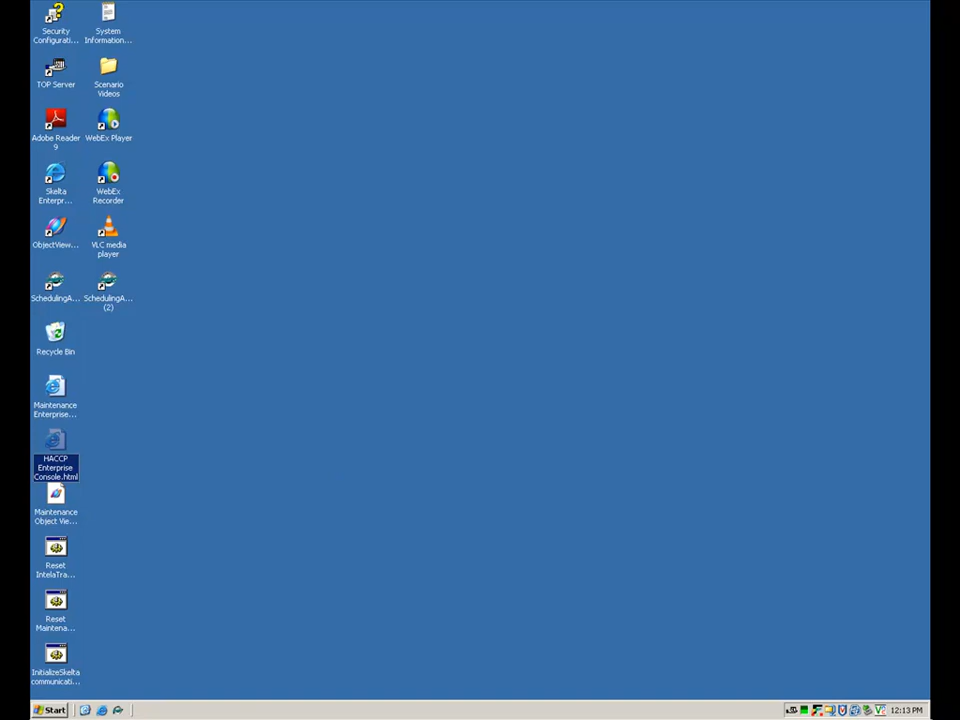 Security
Configurati...
System
Information...
TOP Server
Scenario
Videos
Adobe Reader
9
WebEx Player
Skelta
Enterpr...
WebEx
Recorder
ObjectView...
VLC media
player
SchedulingA...
SchedulingA...
(2)
Recycle Bin
Maintenance
Enterprise...
HACCP
Enterprise
Console.html
Maintenance
Object Vie...
Reset
IntelaTra...
Reset
Maintena...
InitializeSkelta
communicati...
Start
12:13 PM